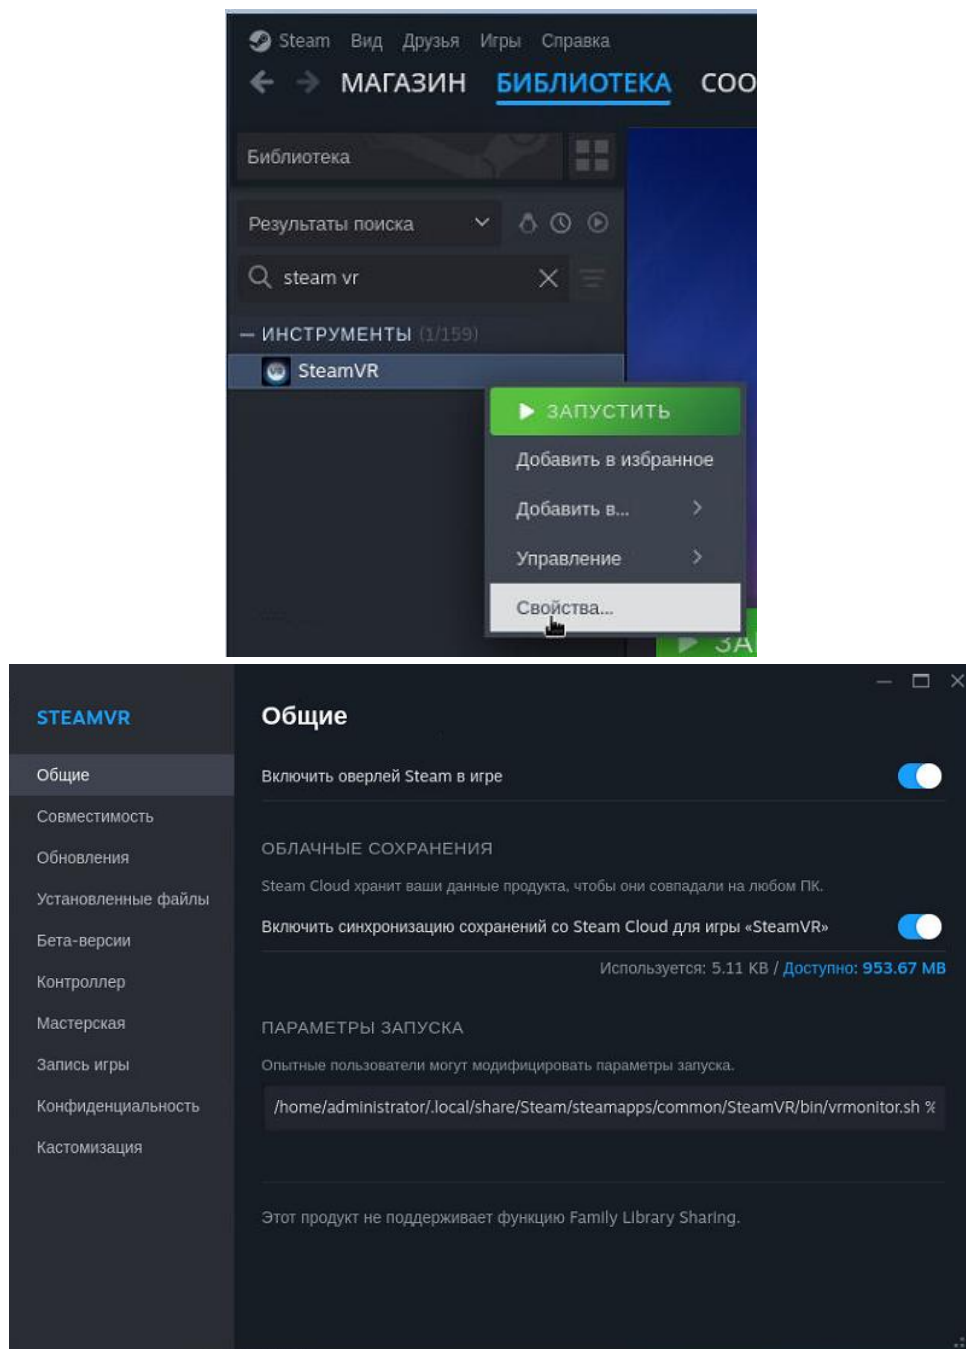 Steam Вид Друзья Игры Справка
МАГАЗИН БИБЛИОТЕКА СОО
Библиотека
Результаты поиска
steam vr
— ИНСТРУМЕНТЫ (1/159)
SteamVR
ЗАПУСТИТЬ
Добавить в избранное
Добавить в...
Управление
Свойства...
ЗА
STEAMVR
Общие
Совместимость
Обновления
Установленные файлы
Бета-версии
Контроллер
Мастерская
Запись игры
Конфиденциальность
Кастомизация
Общие
Включить оверлей Steam в игре
ОБЛАЧНЫЕ СОХРАНЕНИЯ
Steam Cloud хранит ваши данные продукта, чтобы они совпадали на любом ПК.
Включить синхронизацию сохранений со Steam Cloud для игры «SteamVR»
Используется: 5.11 KB / Доступно: 953.67 MB
ПАРАМЕТРЫ ЗАПУСКА
Опытные пользователи могут модифицировать параметры запуска.
/home/administrator/.local/share/Steam/steamapps/common/SteamVR/bin/vrmonitor.sh %
Этот продукт не поддерживает функцию Family Library Sharing.